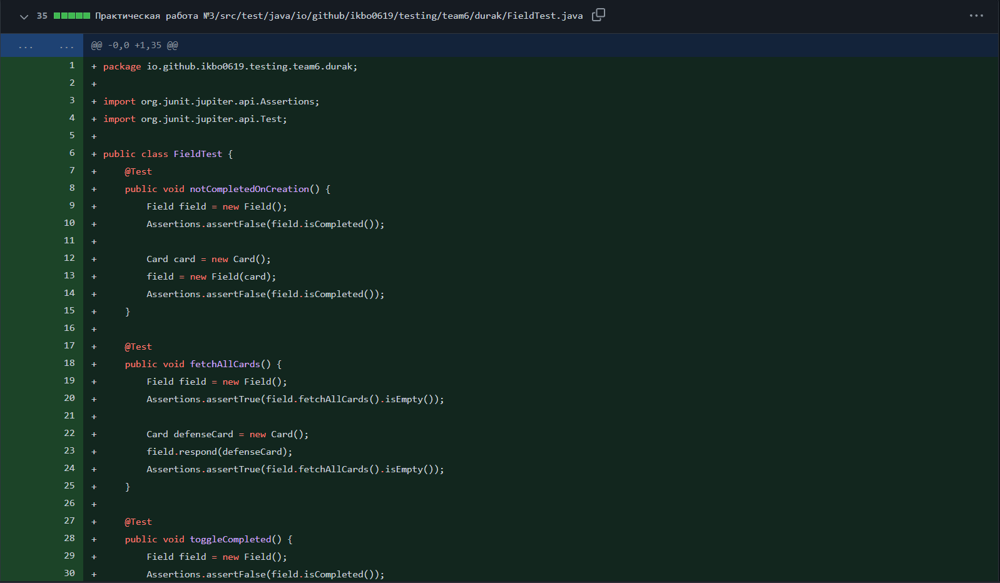 35 Практическая работа №3/src/test/java/io/github/ikbo0619/testing/team6/durak/FieldTest.java ...
... ... @@ -0,0 +1,35 @@
1 + package io.github.ikbo0619.testing.team6.durak;
2 +
3 + import org.junit.jupiter.api.Assertions;
4 + import org.junit.jupiter.api.Test;
5 +
6 + public class FieldTest {
7 +     @Test
8 +     public void notCompletedOnCreation() {
9 +         Field field = new Field();
10 +         Assertions.assertFalse(field.isCompleted());
11 +
12 +         Card card = new Card();
13 +         field = new Field(card);
14 +         Assertions.assertFalse(field.isCompleted());
15 +     }
16 +
17 +     @Test
18 +     public void fetchAllCards() {
19 +         Field field = new Field();
20 +         Assertions.assertTrue(field.fetchAllCards().isEmpty());
21 +
22 +         Card defenseCard = new Card();
23 +         field.respond(defenseCard);
24 +         Assertions.assertTrue(field.fetchAllCards().isEmpty());
25 +     }
26 +
27 +     @Test
28 +     public void toggleCompleted() {
29 +         Field field = new Field();
30 +         Assertions.assertFalse(field.isCompleted());